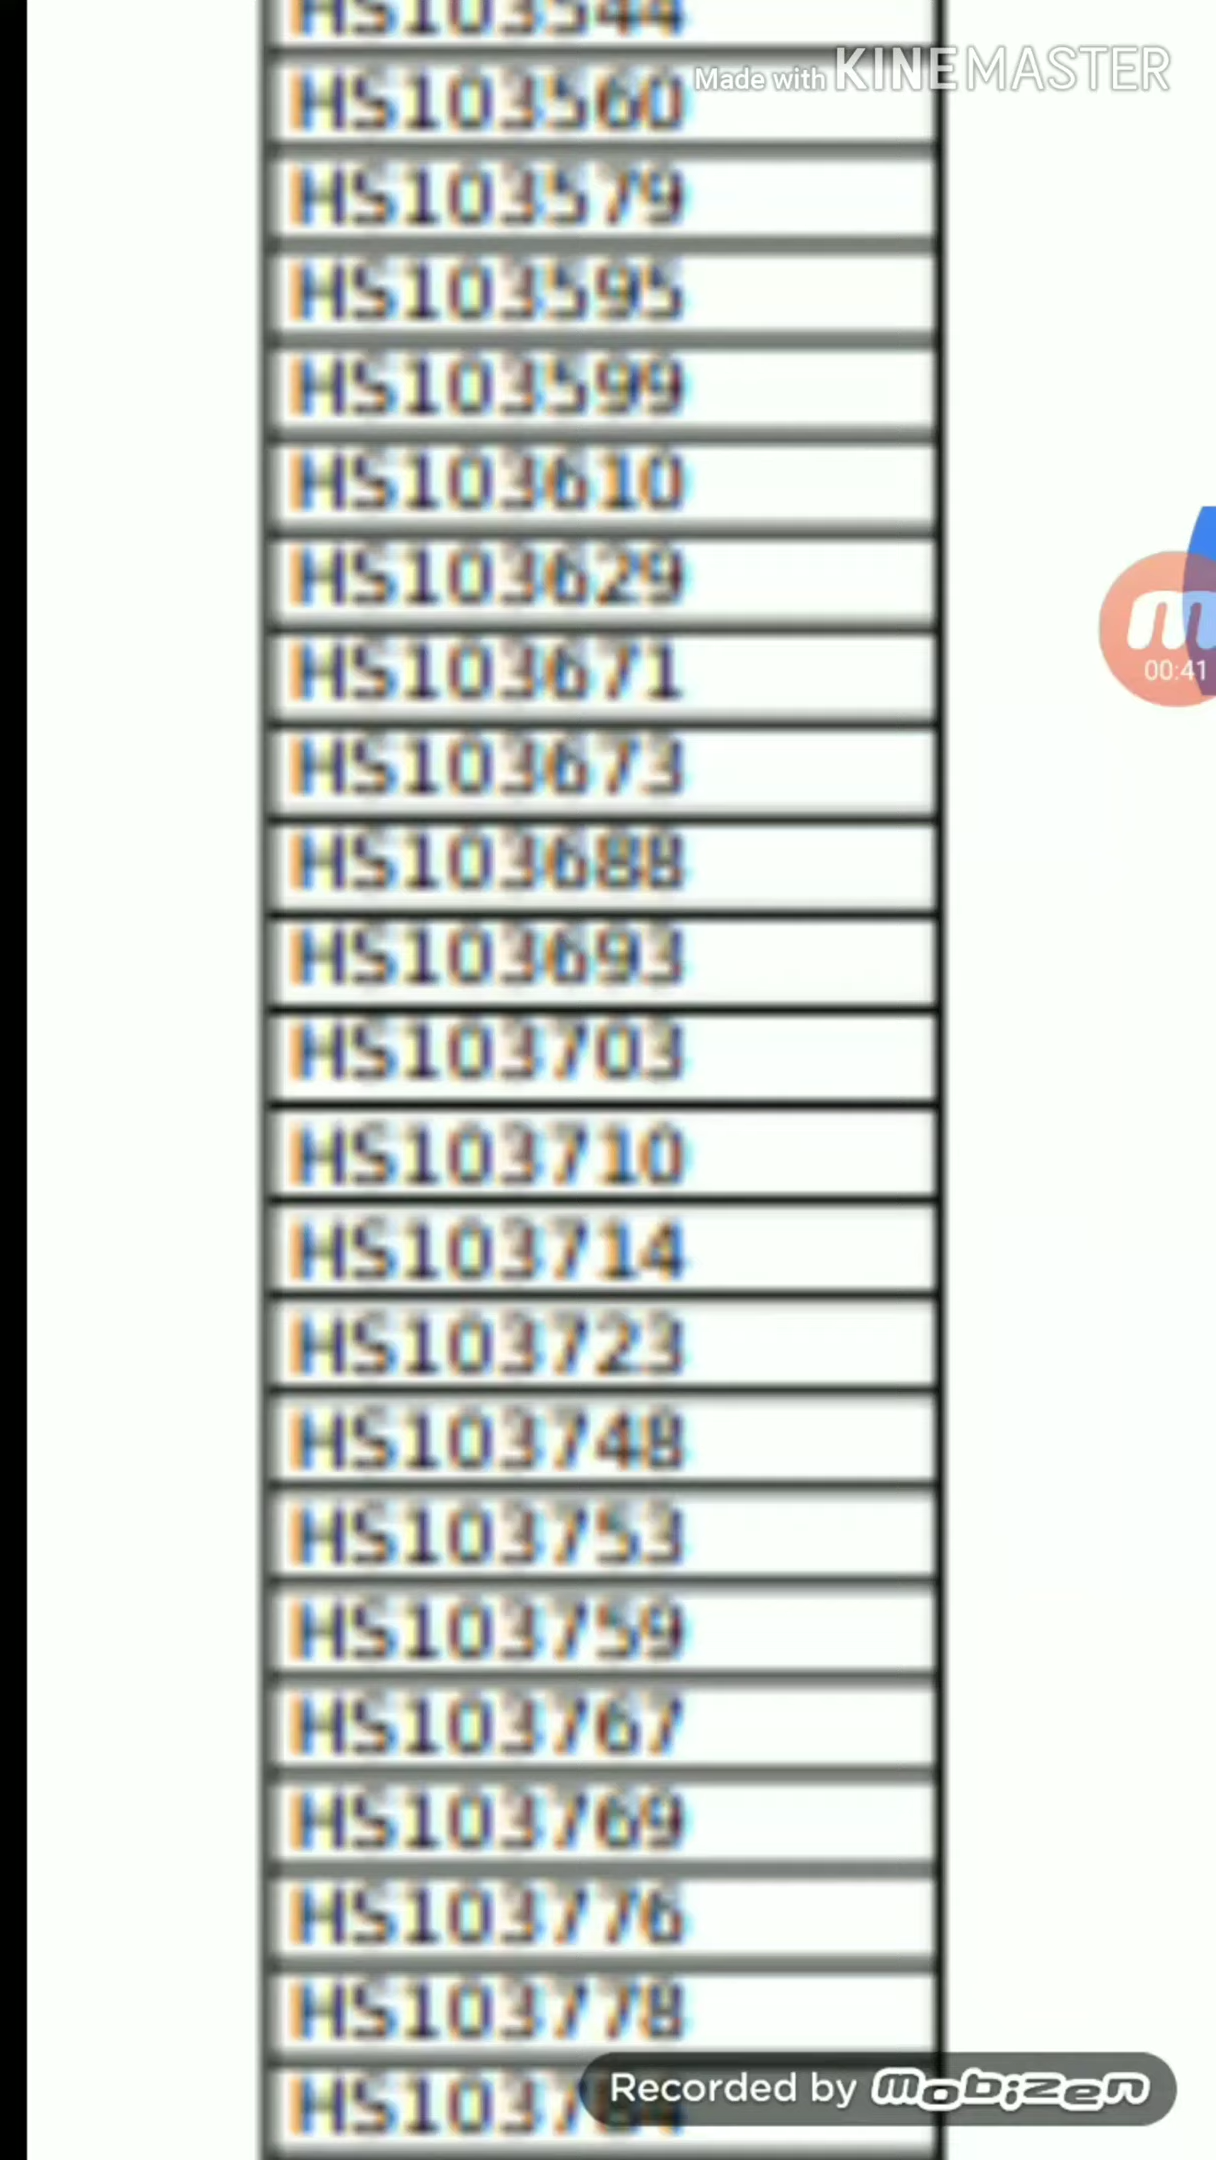 HS103544
Made with KINEMASTER
HS103560
HS103579
HS103595
HS103599
HS103610
HS103629
HS103671
00:41
HS103673
HS103688
HS103693
HS103703
HS103710
HS103714
HS103723
HS103748
HS103753
HS103759
HS103767
HS103769
HS103776
HS103778
Recorded by mobizen